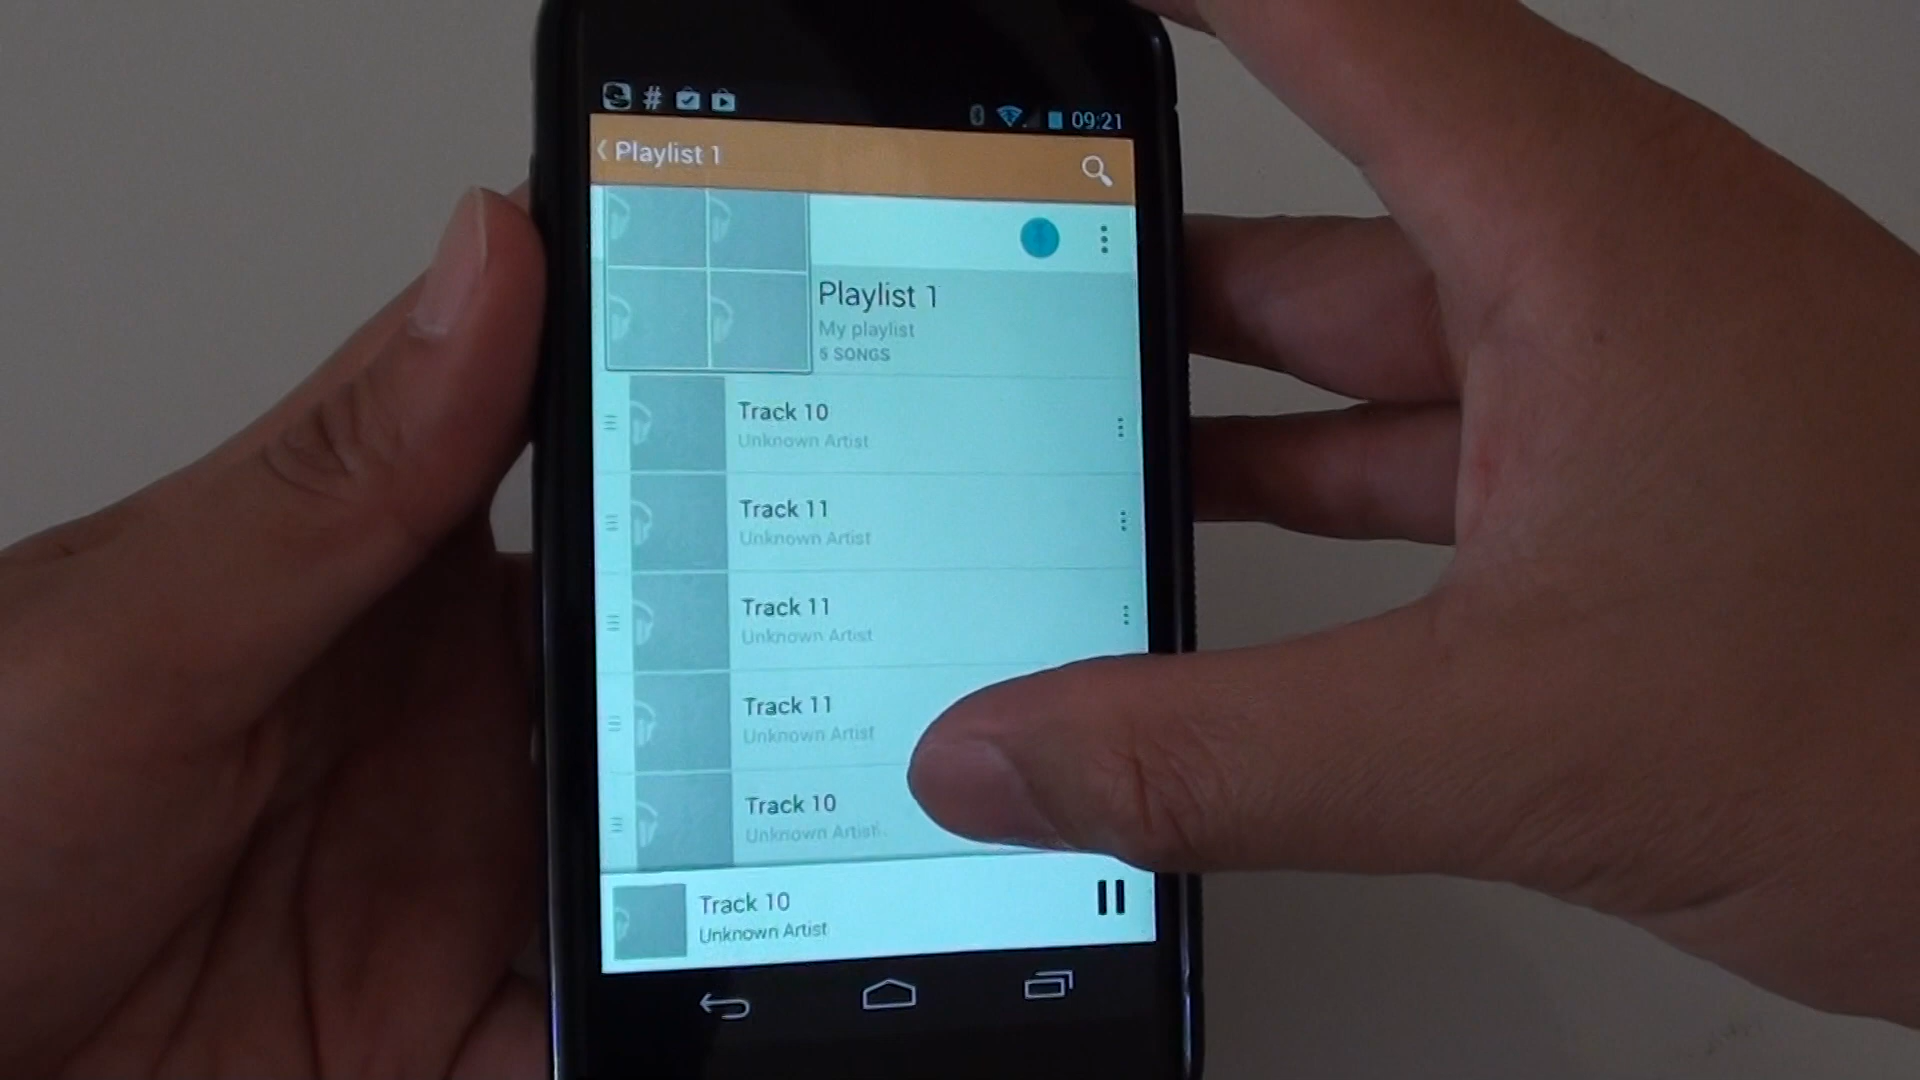 #
09:21
Playlist 1
Playlist 1
My playlist
5 SONGS
Track 10
Unknown Artist
Track 11
Unknown Artist
Track 11
Unknown Artist
Track 11
Unknown Artist
Track 10
Unknown Artist
Track 10
Unknown Artist